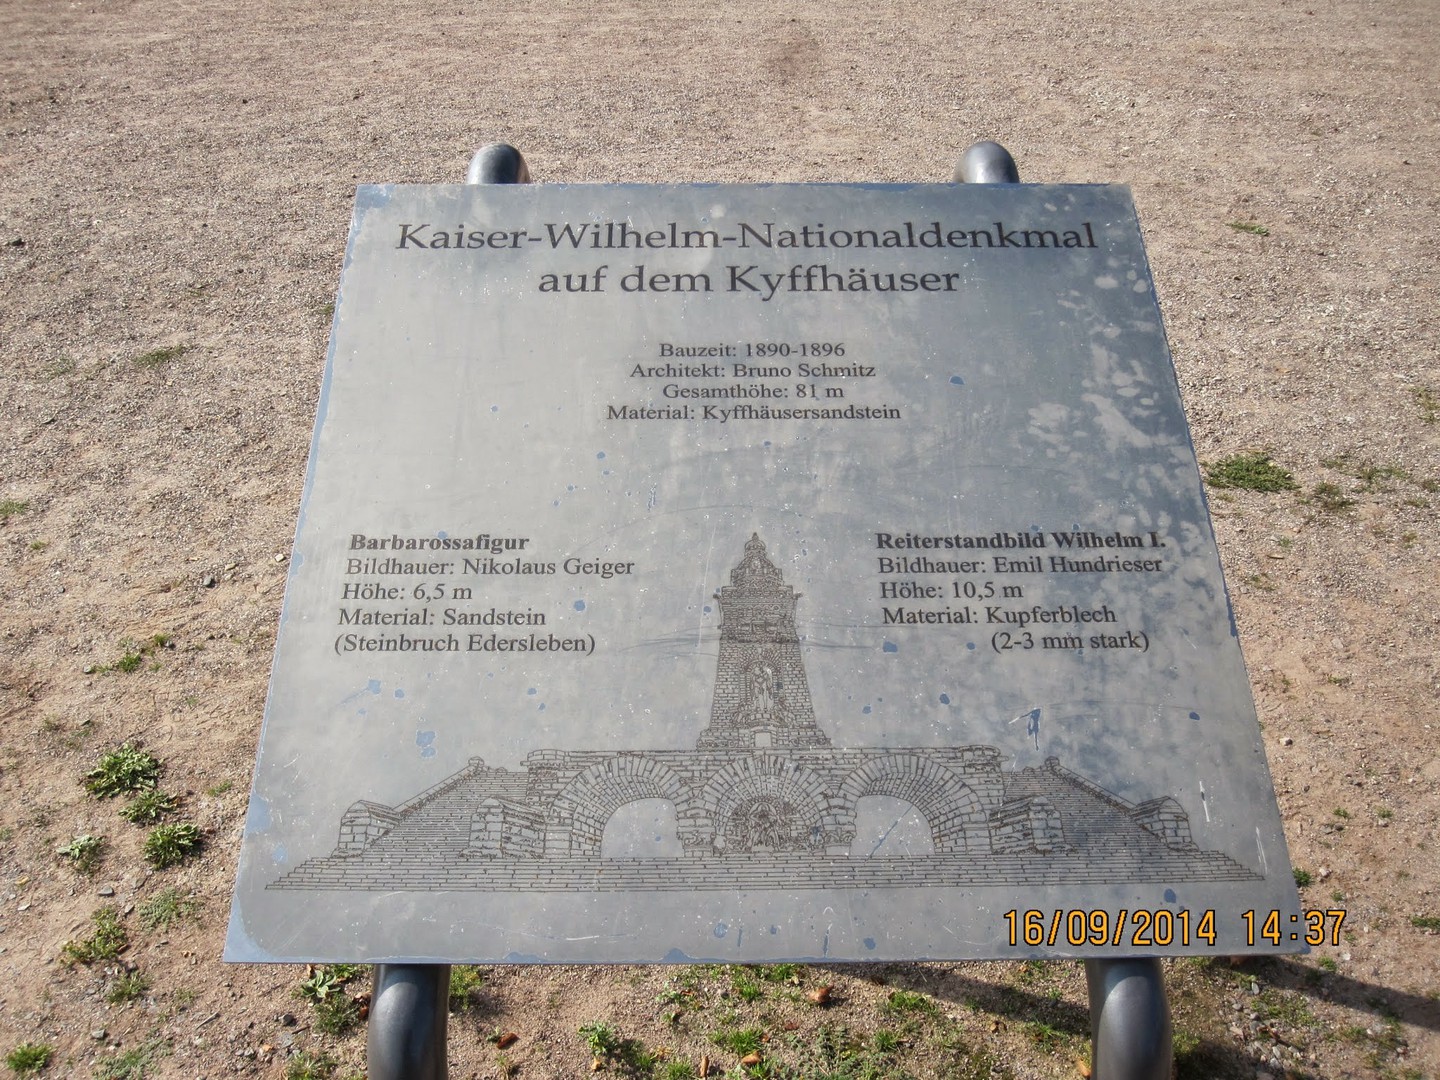 Kaiser-Wilhelm-Nationaldenkmal
auf dem Kyffhäuser
Bauzeit: 1890-1896
Architekt: Bruno Schmitz
Gesamthöhe: 81 m
Material: Kyffhäusersandstein
Barbarossafigur
Bildhauer: Nikolaus Geiger
Höhe: 6,5 m
Material: Sandstein
(Steinbruch Edersleben)
Reiterstandbild Wilhelm I.
Bildhauer: Emil Hundrieser
Höhe: 10,5 m
Material: Kupferblech
(2-3 mm stark)
16/09/2014 14:37